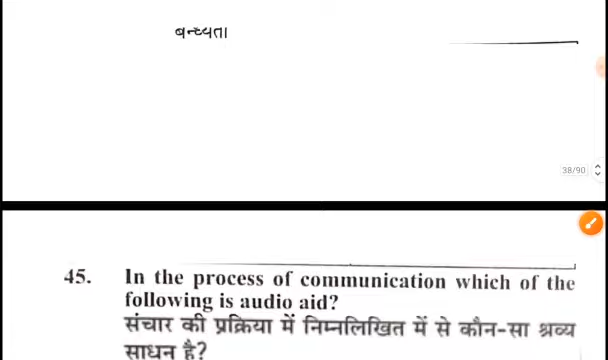 बन्ध्यता
38/90
45. In the process of communication which of the
following is audio aid?
संचार की प्रक्रिया में निम्नलिखित में से कौन-सा श्रव्य
साधन है?